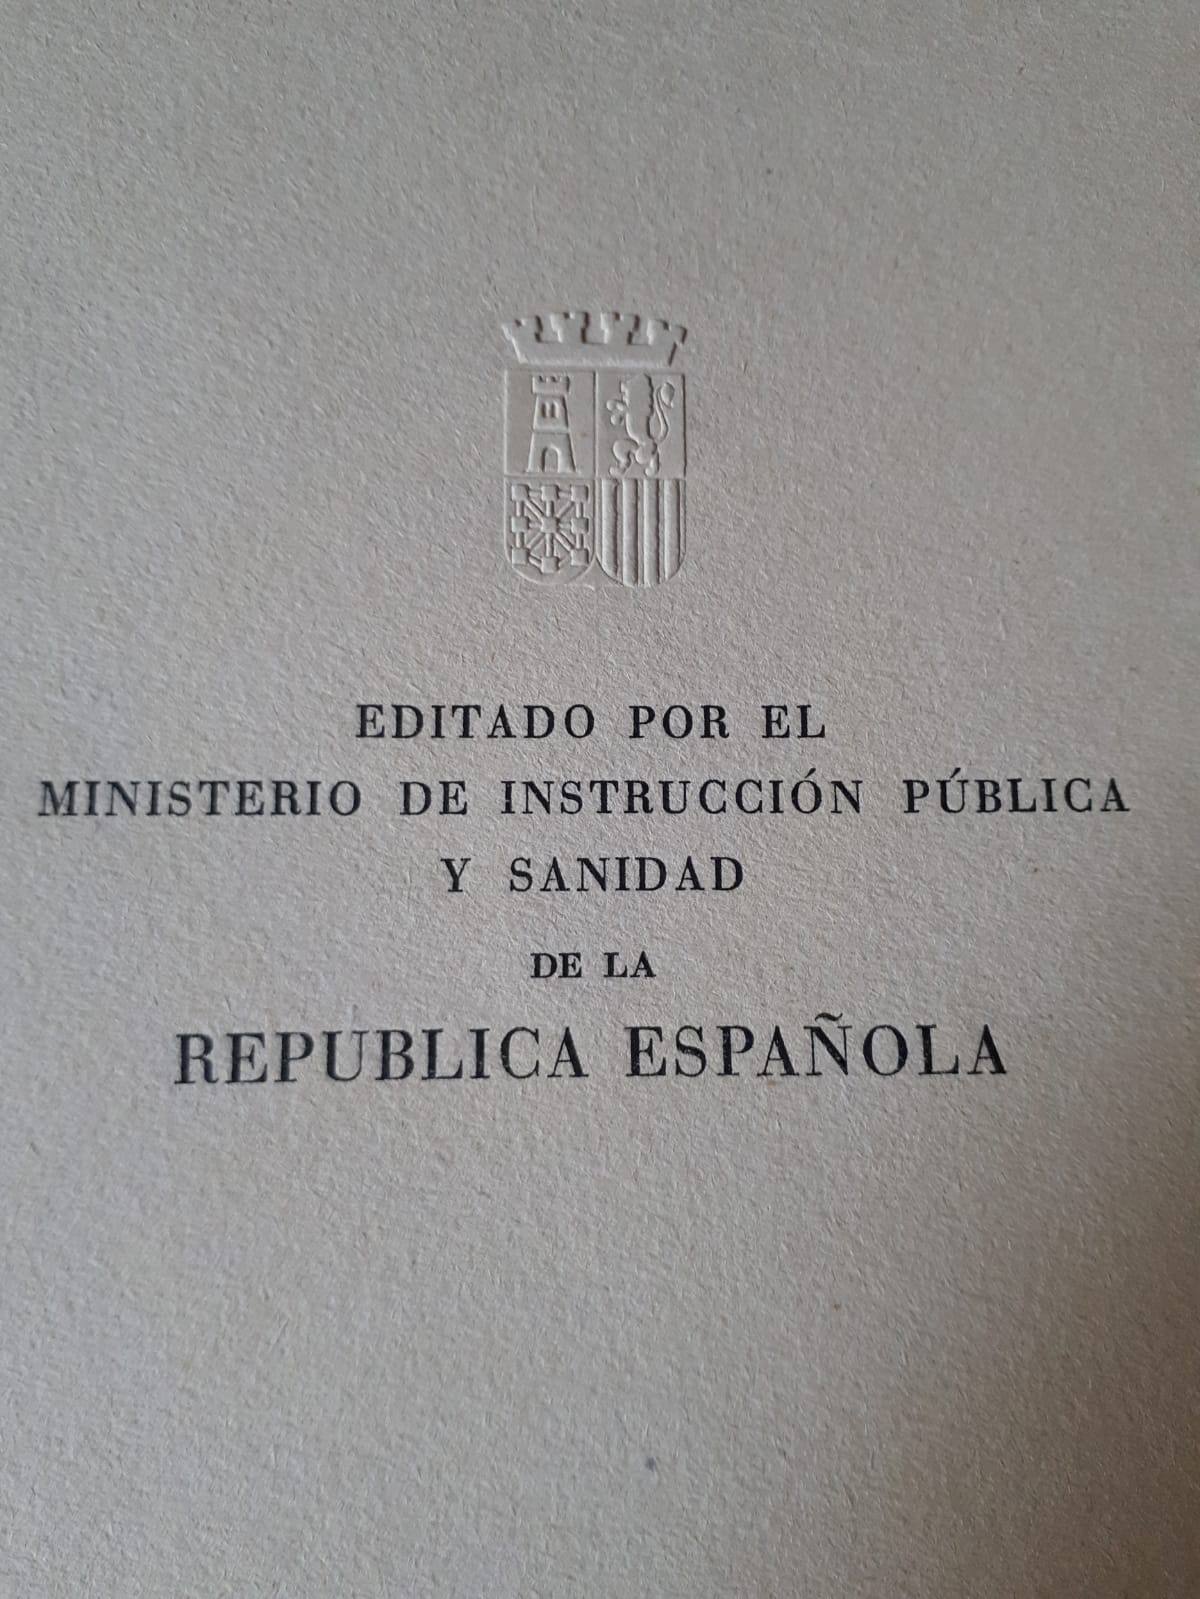 EDITADO POR EL
MINISTERIO DE INSTRUCCIÓN PÚBLICA
Y SANIDAD
DE LA
REPUBLICA ESPAÑOLA